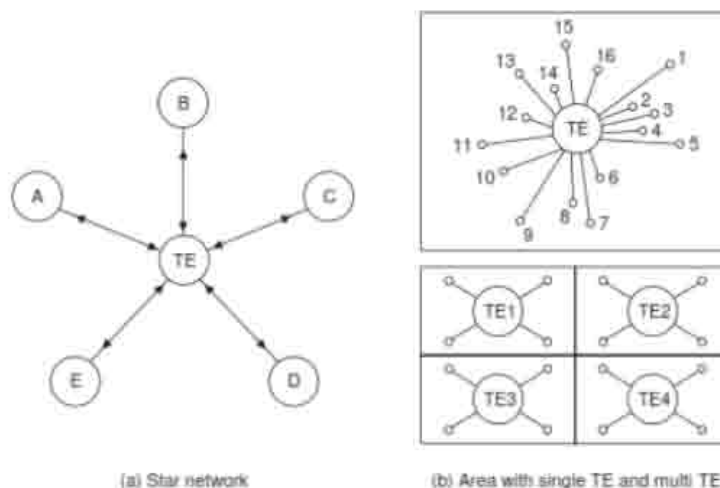 B
A
C
TE
E
D
(a) Star network
15
16
1
13
14
2
3
12
TE
4
11
5
10
6
8
7
9
TE1
TE2
TE3
TE4
(b) Area with single TE and multi TE